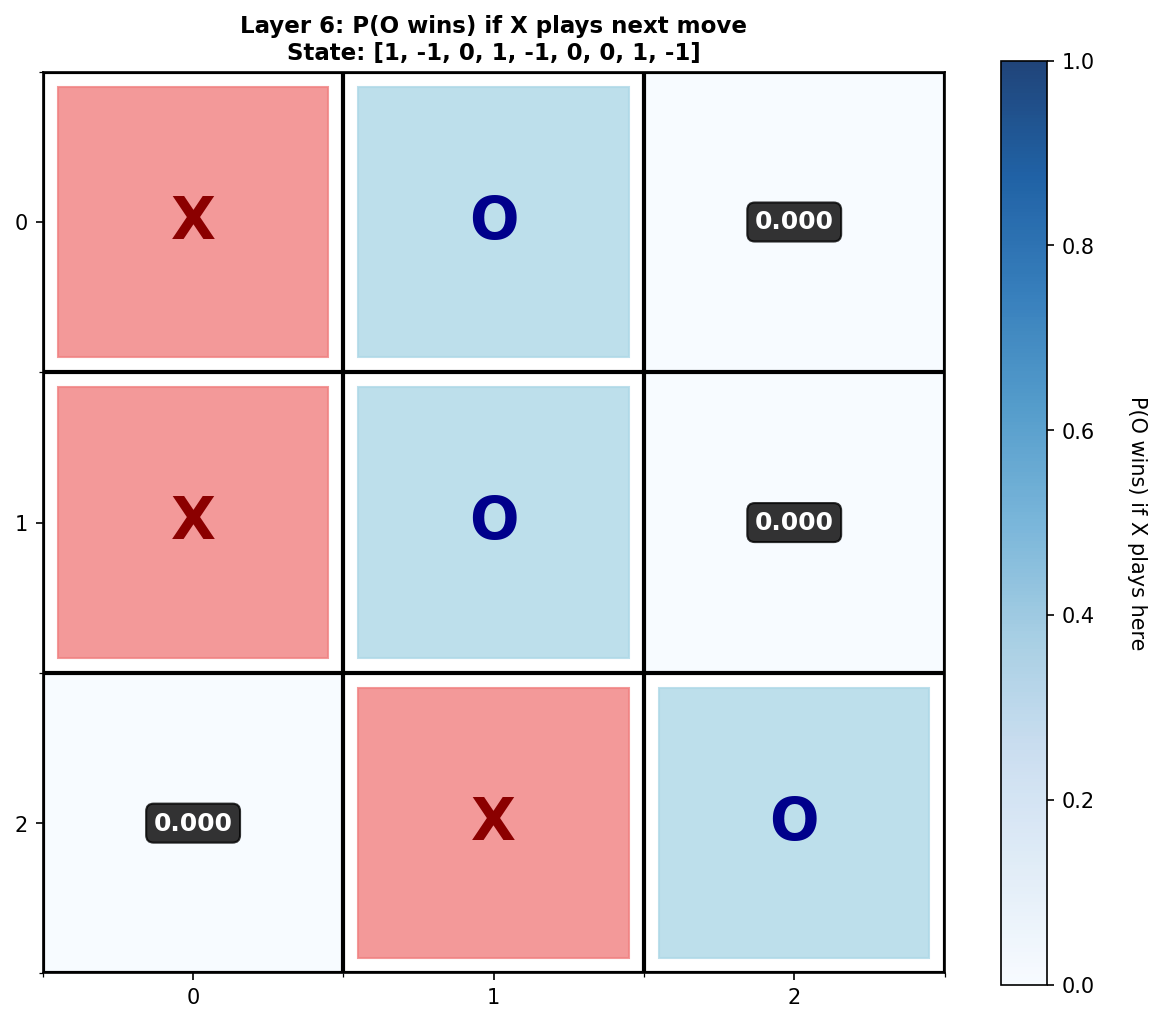 Layer 6: P(O wins) if X plays next move
State: [1, -1, 0, 1, -1, 0, 0, 1, -1]
0 X O 0.000
1 X O 0.000
2 0.000 X O
0 1 2
1.0
0.8
0.6
0.4
0.2
0.0
P(O wins) if X plays here